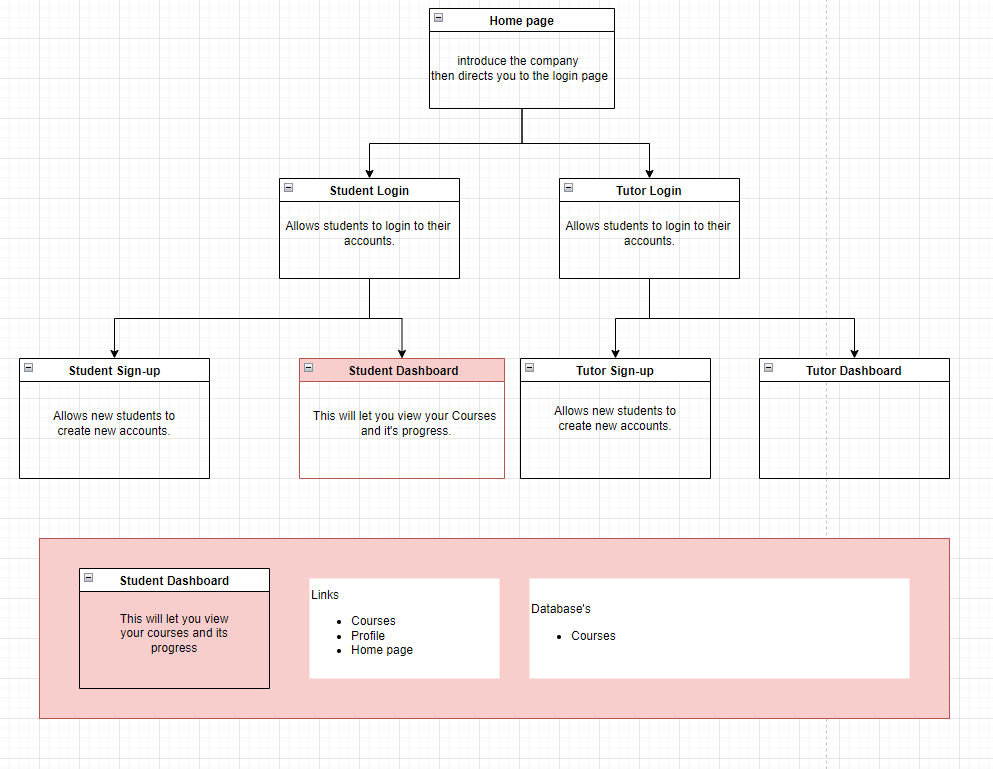 Home page
introduce the company
then directs you to the login page
Student Login
Allows students to login to their
accounts.
Tutor Login
Allows students to login to their
accounts.
Student Sign-up
Allows new students to
create new accounts.
Student Dashboard
This will let you view your Courses
and it's progress.
Tutor Sign-up
Allows new students to
create new accounts.
Tutor Dashboard
Student Dashboard
This will let you view
your courses and its
progress
Links
• Courses
• Profile
• Home page
Database's
• Courses